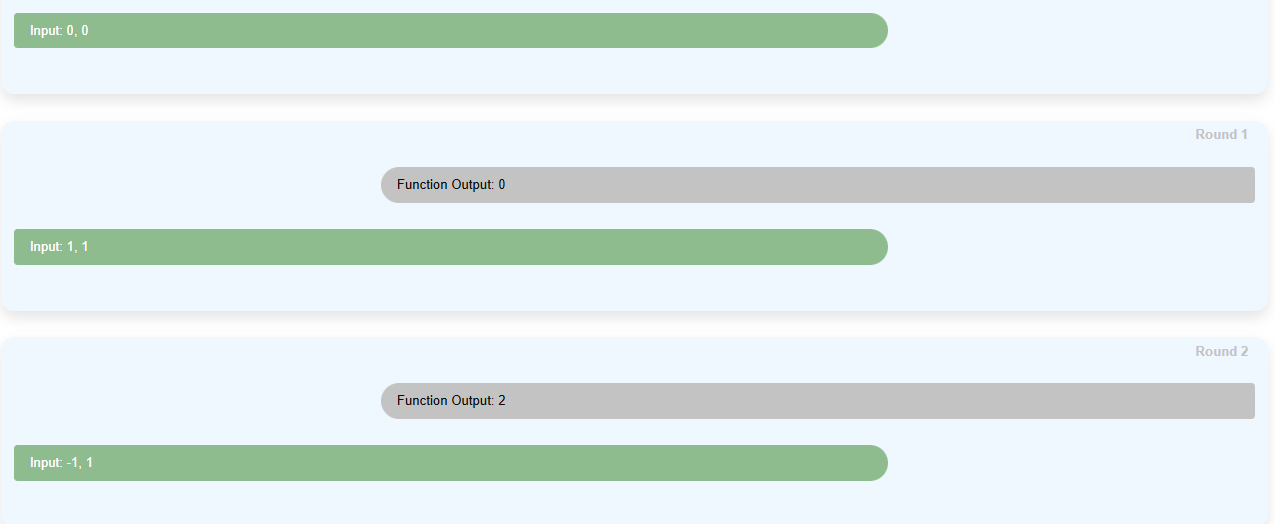 Input: 0, 0
Round 1
Function Output: 0
Input: 1, 1
Round 2
Function Output: 2
Input: -1, 1